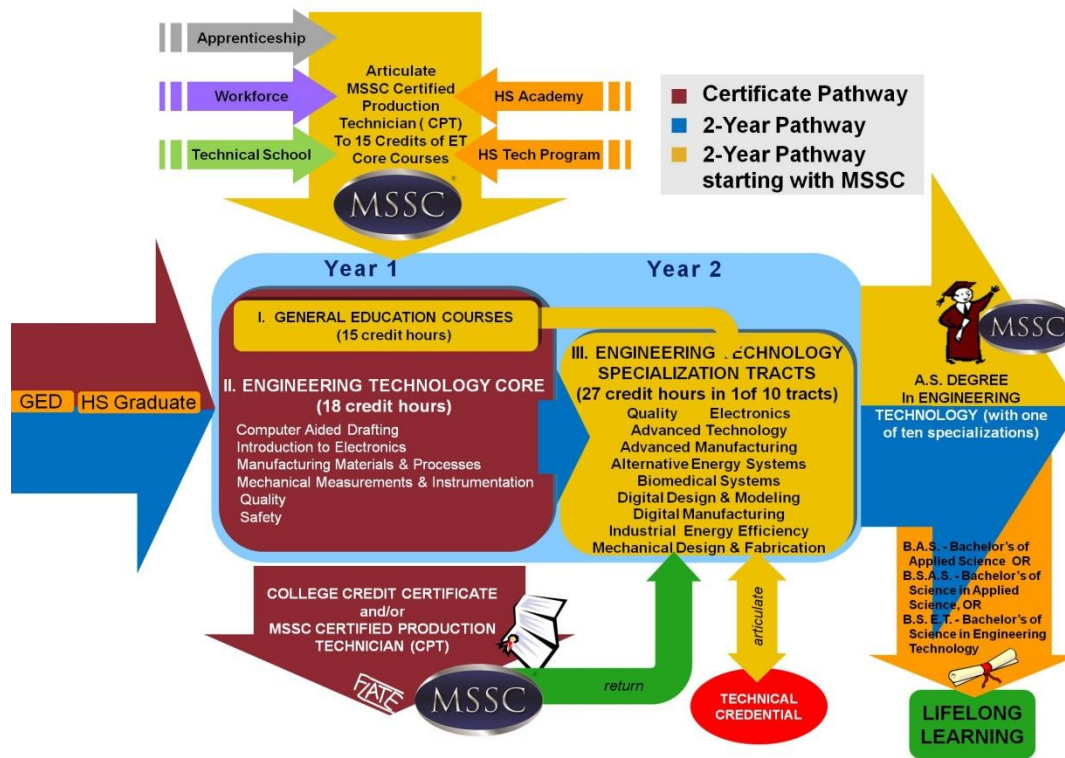 Apprenticeship
Workforce
Technical School
Articulate
MSSC Certified
Production
Technician ( CPT)
To 15 Credits of ET
Core Courses
HS Academy
HS Tech Program
MSSC
®
Certificate Pathway
2-Year Pathway
2-Year Pathway
starting with MSSC
Year 1
Year 2
GED
HS Graduate
I. GENERAL EDUCATION COURSES
(15 credit hours)
II. ENGINEERING TECHNOLOGY CORE
(18 credit hours)
Computer Aided Drafting
Introduction to Electronics
Manufacturing Materials & Processes
Mechanical Measurements & Instrumentation
Quality
Safety
III. ENGINEERING TECHNOLOGY
SPECIALIZATION TRACTS
(27 credit hours in 1of 10 tracts)
Quality Electronics
Advanced Technology
Advanced Manufacturing
Alternative Energy Systems
Biomedical Systems
Digital Design & Modeling
Digital Manufacturing
Industrial Energy Efficiency
Mechanical Design & Fabrication
MSSC
A.S. DEGREE
In ENGINEERING
TECHNOLOGY (with one
of ten specializations)
COLLEGE CREDIT CERTIFICATE
and/or
MSSC CERTIFIED PRODUCTION
TECHNICIAN (CPT)
FLATE
MSSC
return
articulate
TECHNICAL
CREDENTIAL
B.A.S. - Bachelor's of
Applied Science OR
B.S.A.S. - Bachelor's of
Science in Applied
Science, OR
B.S. E.T. - Bachelor's of
Science in Engineering
Technology
LIFELONG
LEARNING